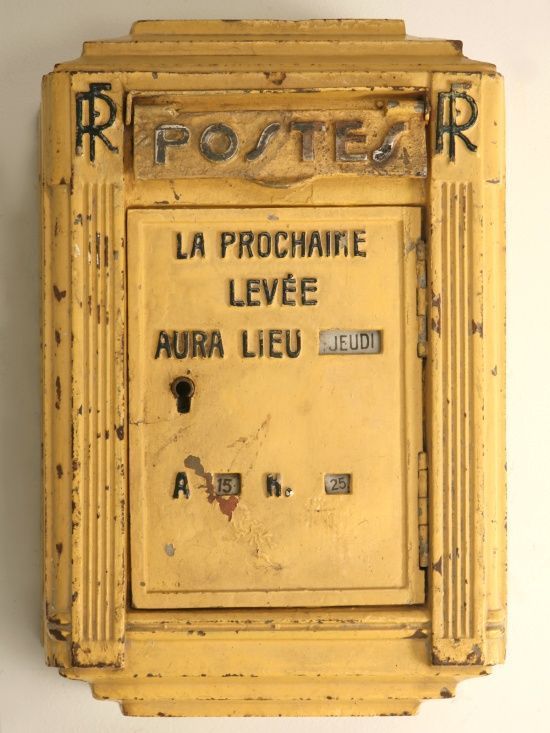 RF POSTES RF
LA PROCHAINE
LEVÉE
AURA LIEU JEUDI
A 15 H. 25